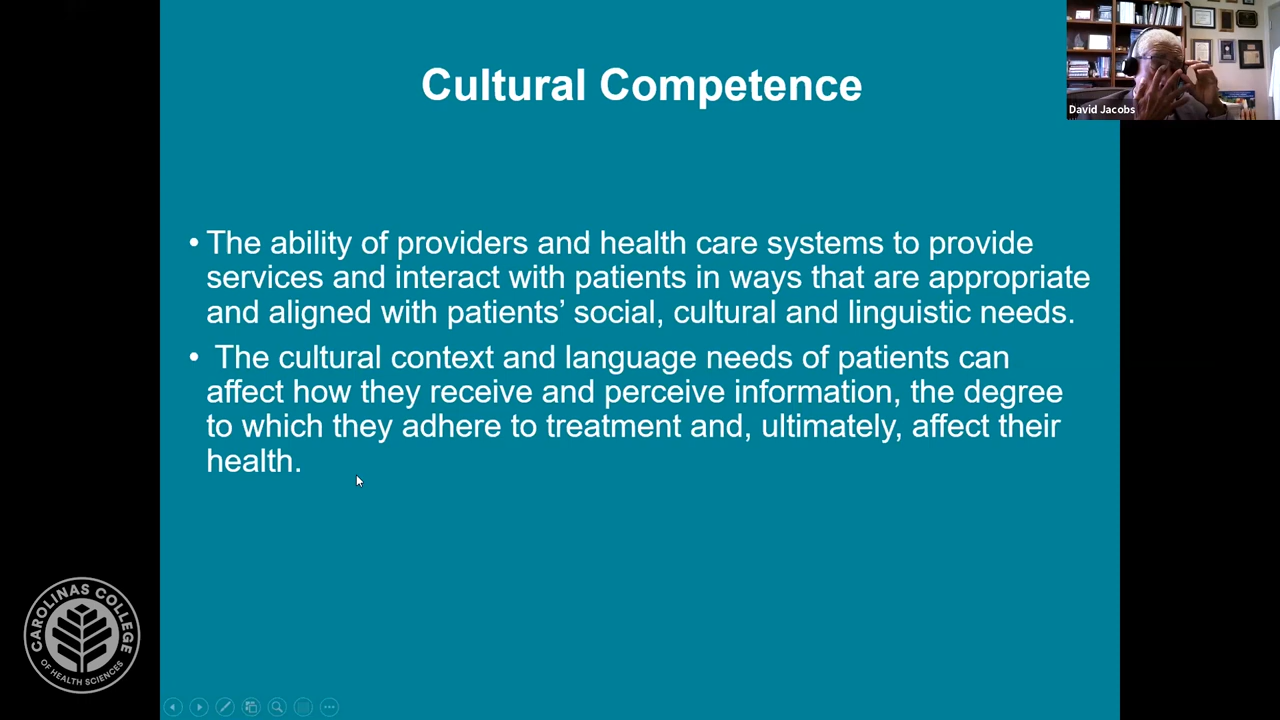 Cultural Competence
David Jacobs
• The ability of providers and health care systems to provide
services and interact with patients in ways that are appropriate
and aligned with patients’ social, cultural and linguistic needs.
• The cultural context and language needs of patients can
affect how they receive and perceive information, the degree
to which they adhere to treatment and, ultimately, affect their
health.
CAROLINAS COLLEGE
OF HEALTH SCIENCES